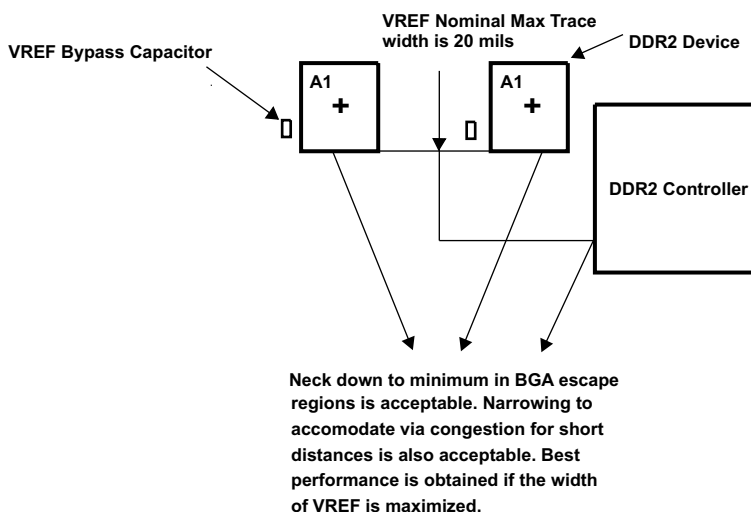 VREF Nominal Max Trace
width is 20 mils
VREF Bypass Capacitor
DDR2 Device
A1
+
A1
+
DDR2 Controller
Neck down to minimum in BGA escape
regions is acceptable. Narrowing to
accomodate via congestion for short
distances is also acceptable. Best
performance is obtained if the width
of VREF is maximized.